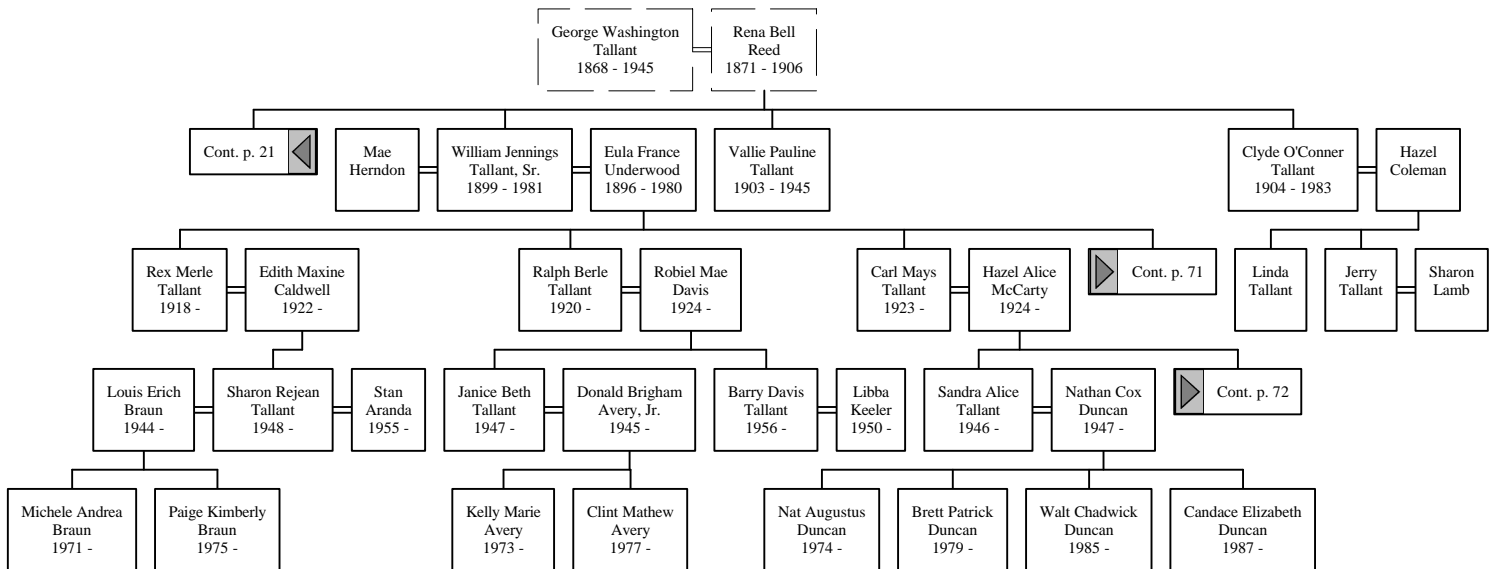 George Washington
Tallant
1868 - 1945
Rena Bell
Reed
1871 - 1906
Cont. p. 21
Mae
Herndon
William Jennings
Tallant, Sr.
1899 - 1981
Eula France
Underwood
1896 - 1980
Vallie Pauline
Tallant
1903 - 1945
Clyde O'Conner
Tallant
1904 - 1983
Hazel
Coleman
Rex Merle
Tallant
1918 -
Edith Maxine
Caldwell
1922 -
Ralph Berle
Tallant
1920 -
Robiel Mae
Davis
1924 -
Carl Mays
Tallant
1923 -
Hazel Alice
McCarty
1924 -
Cont. p. 71
Linda
Tallant
Jerry
Tallant
Sharon
Lamb
Louis Erich
Braun
1944 -
Sharon Rejean
Tallant
1948 -
Stan
Aranda
1955 -
Janice Beth
Tallant
1947 -
Donald Brigham
Avery, Jr.
1945 -
Barry Davis
Tallant
1956 -
Libba
Keeler
1950 -
Sandra Alice
Tallant
1946 -
Nathan Cox
Duncan
1947 -
Cont. p. 72
Michele Andrea
Braun
1971 -
Paige Kimberly
Braun
1975 -
Kelly Marie
Avery
1973 -
Clint Mathew
Avery
1977 -
Nat Augustus
Duncan
1974 -
Brett Patrick
Duncan
1979 -
Walt Chadwick
Duncan
1985 -
Candace Elizabeth
Duncan
1987 -